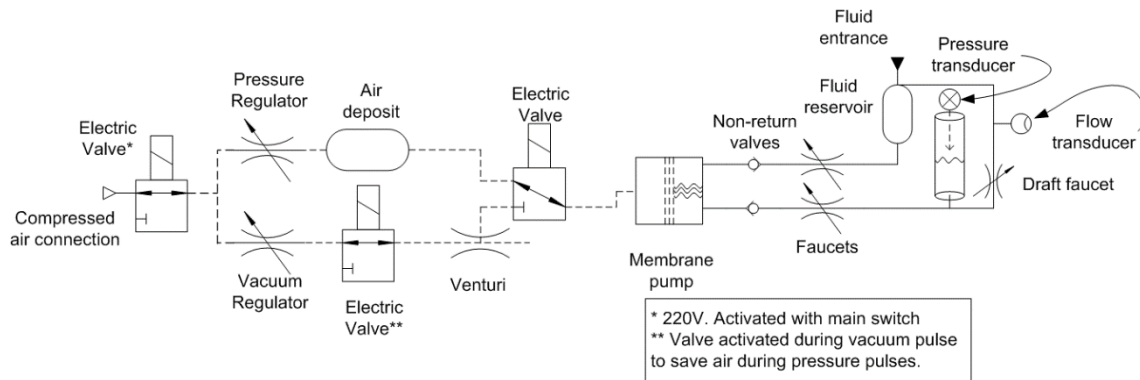 Fluid
entrance
Pressure
transducer
Pressure
Regulator
Air
deposit
Electric
Valve
Fluid
reservoir
Electric
Valve*
Non-return
valves
Flow
transducer
Draft faucet
Compressed
air connection
Faucets
Membrane
pump
Vacuum
Regulator
Venturi
Electric
Valve**
* 220V. Activated with main switch
** Valve activated during vacuum pulse
to save air during pressure pulses.